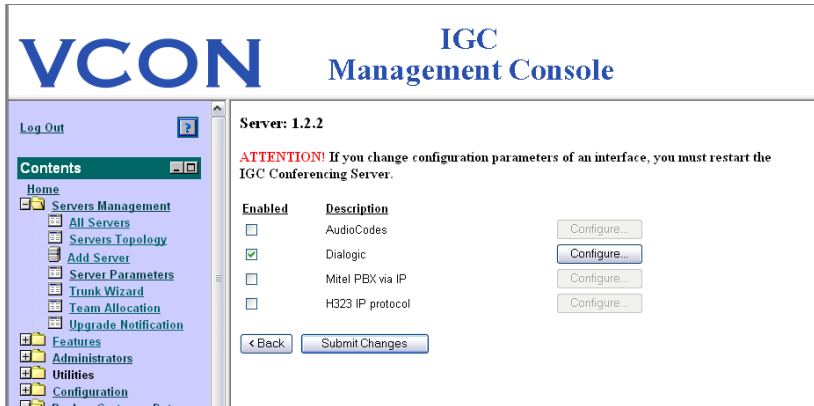 VCON
IGC
Management Console
Log Out
?
Contents
Home
Servers Management
All Servers
Servers Topology
Add Server
Server Parameters
Trunk Wizard
Team Allocation
Upgrade Notification
Features
Administrators
Utilities
Configuration
Server: 1.2.2
ATTENTION! If you change configuration parameters of an interface, you must restart the
IGC Conferencing Server.
Enabled Description
AudioCodes Configure...
Dialogic Configure...
Mitel PBX via IP Configure...
H323 IP protocol Configure...
< Back Submit Changes